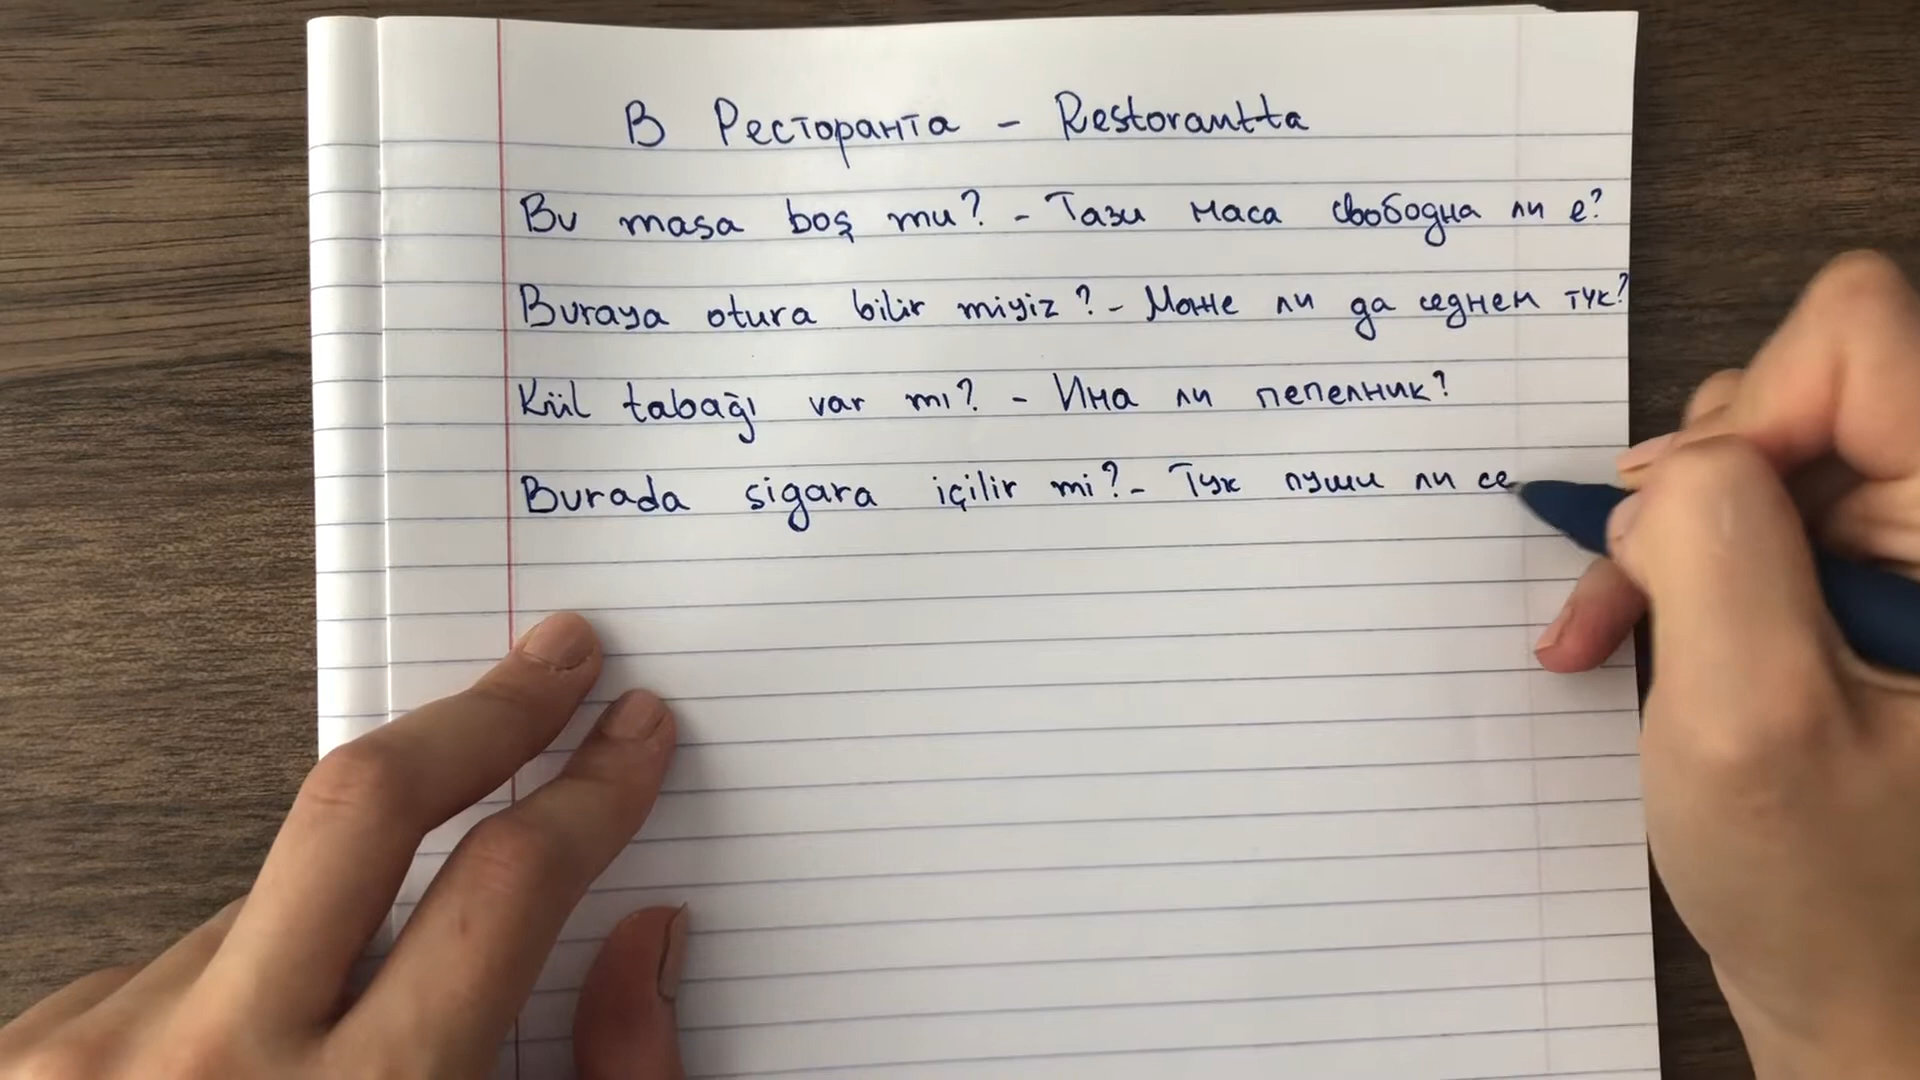 В Ресторанта - Restorantta
Bu masa boş mu? - Тази маса свободна ли е?
Buraya otura bilir miyiz? - Може ли да седнем тук?
Kül tabağı var mı? - Има ли пепелник?
Burada sigara içilir mi? - Тук пуши ли се